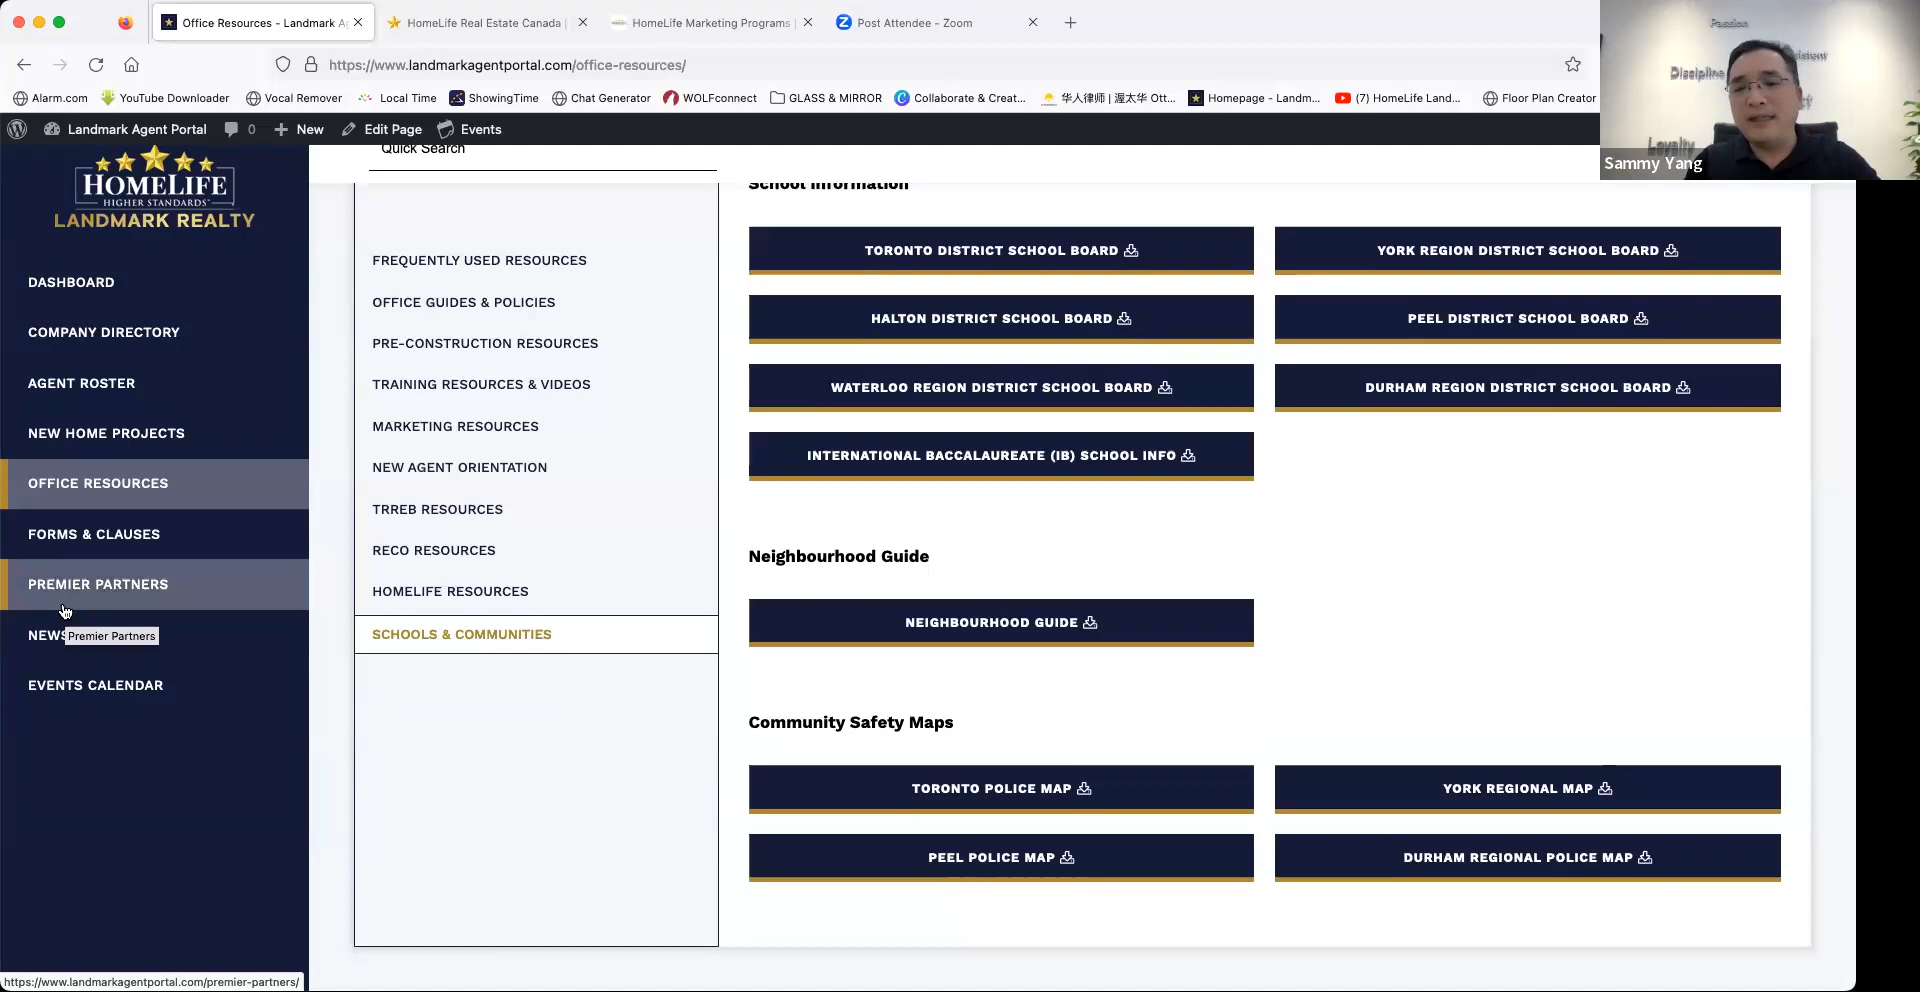 Office Resources - Landmark Ag
HomeLife Real Estate Canada
HomeLife Marketing Programs
Post Attendee - Zoom
https://www.landmarkagentportal.com/office-resources/
Alarm.com
YouTube Downloader
Vocal Remover
Local Time
ShowingTime
Chat Generator
WOLFconnect
GLASS & MIRROR
Collaborate & Creat...
华人律师 | 渥太华 Ott...
Homepage - Landm...
(7) HomeLife Land...
Floor Plan Creator
Landmark Agent Portal
0
New
Edit Page
Events
Passion
Discipline
Loyalty
Sammy Yang
HOMELIFE
HIGHER STANDARDS
LANDMARK REALTY
DASHBOARD
COMPANY DIRECTORY
AGENT ROSTER
NEW HOME PROJECTS
OFFICE RESOURCES
FORMS & CLAUSES
PREMIER PARTNERS
NEWS
Premier Partners
EVENTS CALENDAR
Quick Search
FREQUENTLY USED RESOURCES
OFFICE GUIDES & POLICIES
PRE-CONSTRUCTION RESOURCES
TRAINING RESOURCES & VIDEOS
MARKETING RESOURCES
NEW AGENT ORIENTATION
TRREB RESOURCES
RECO RESOURCES
HOMELIFE RESOURCES
SCHOOLS & COMMUNITIES
School Information
TORONTO DISTRICT SCHOOL BOARD
YORK REGION DISTRICT SCHOOL BOARD
HALTON DISTRICT SCHOOL BOARD
PEEL DISTRICT SCHOOL BOARD
WATERLOO REGION DISTRICT SCHOOL BOARD
DURHAM REGION DISTRICT SCHOOL BOARD
INTERNATIONAL BACCALAUREATE (IB) SCHOOL INFO
Neighbourhood Guide
NEIGHBOURHOOD GUIDE
Community Safety Maps
TORONTO POLICE MAP
YORK REGIONAL MAP
PEEL POLICE MAP
DURHAM REGIONAL POLICE MAP
https://www.landmarkagentportal.com/premier-partners/